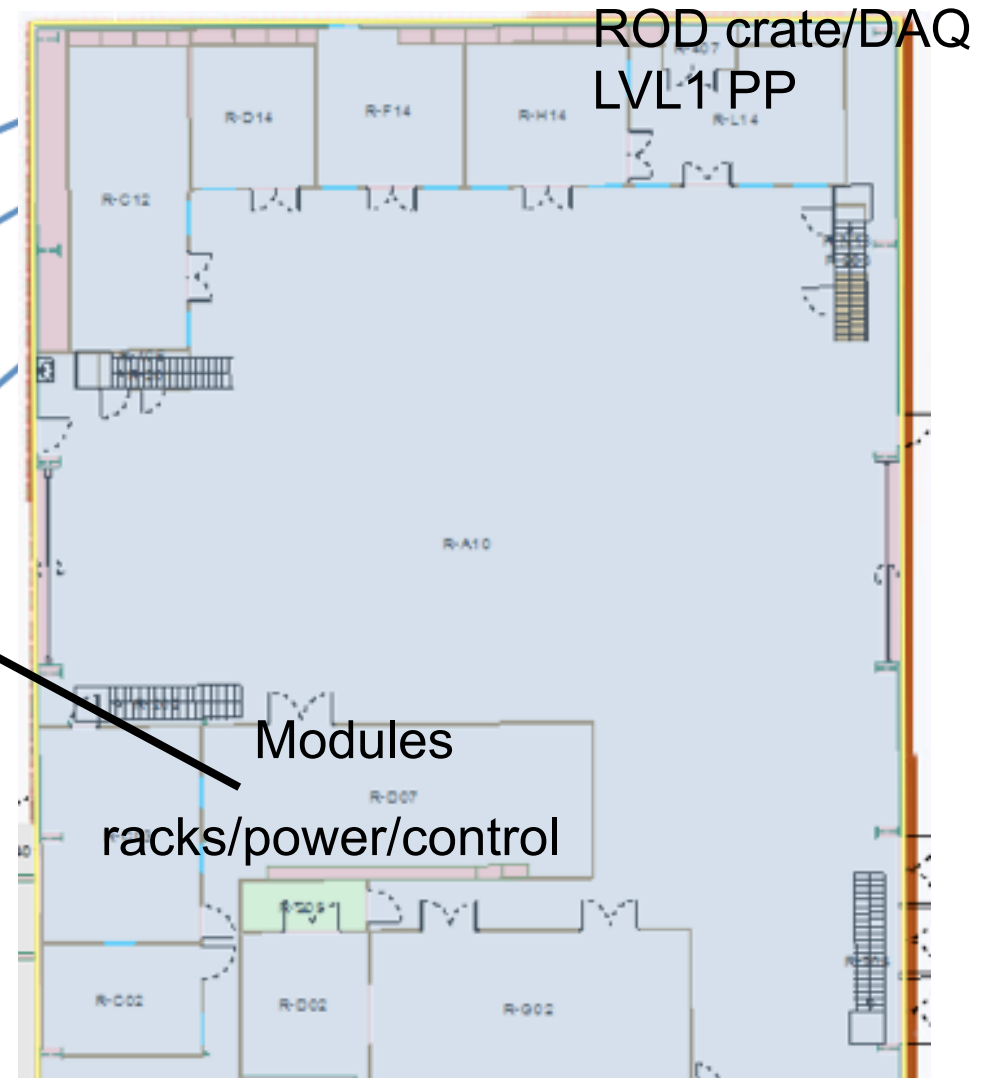 ROD crate/DAQ
LVL1 PP
R-D14
R-F14
R-H14
R-L14
R-C12
R-A10
Modules
R-D07
racks/power/control
R-C02
R-D02
R-G02